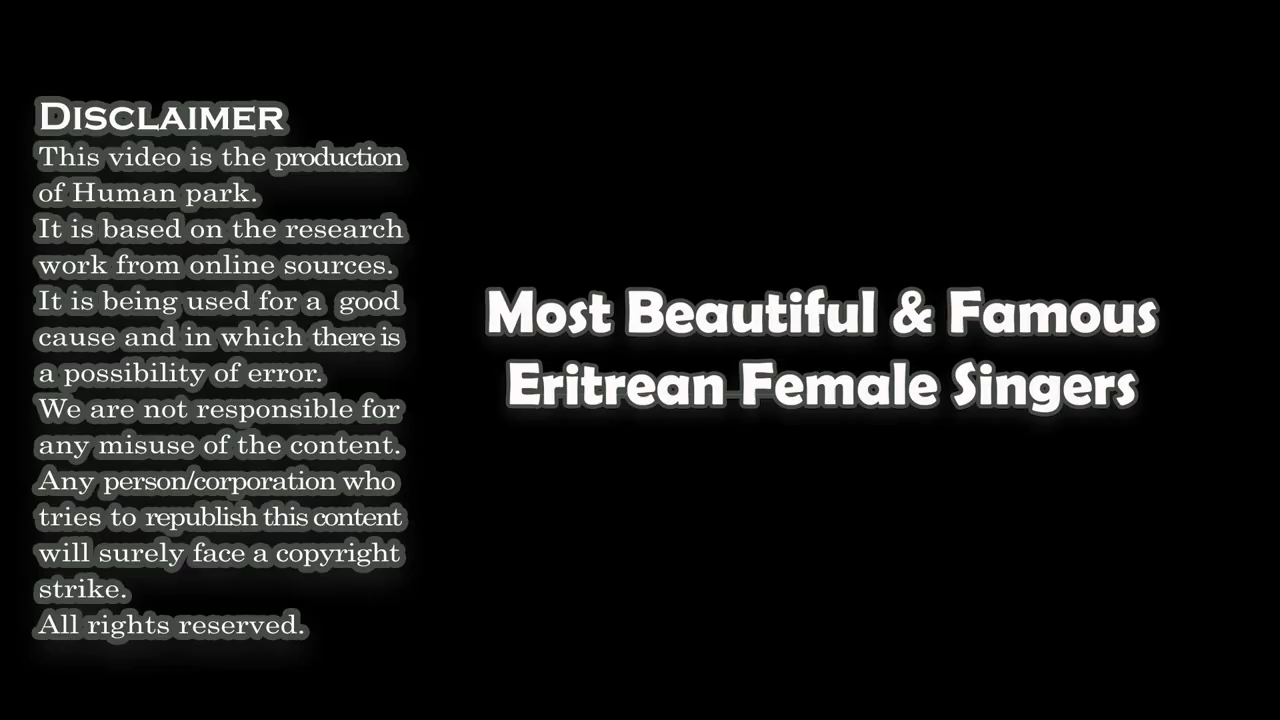 DISCLAIMER
This video is the production
of Human park.
It is based on the research
work from online sources.
It is being used for a good
cause and in which there is
a possibility of error.
We are not responsible for
any misuse of the content.
Any person/corporation who
tries to republish this content
will surely face a copyright
strike.
All rights reserved.
Most Beautiful & Famous
Eritrean Female Singers